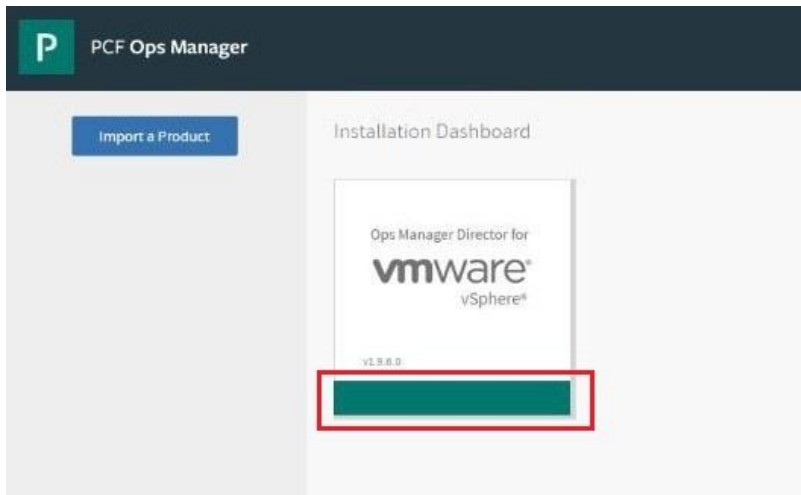 P
PCF Ops Manager
Import a Product
Installation Dashboard
Ops Manager Director for
vmware®
vSphere®
v1.9.6.0